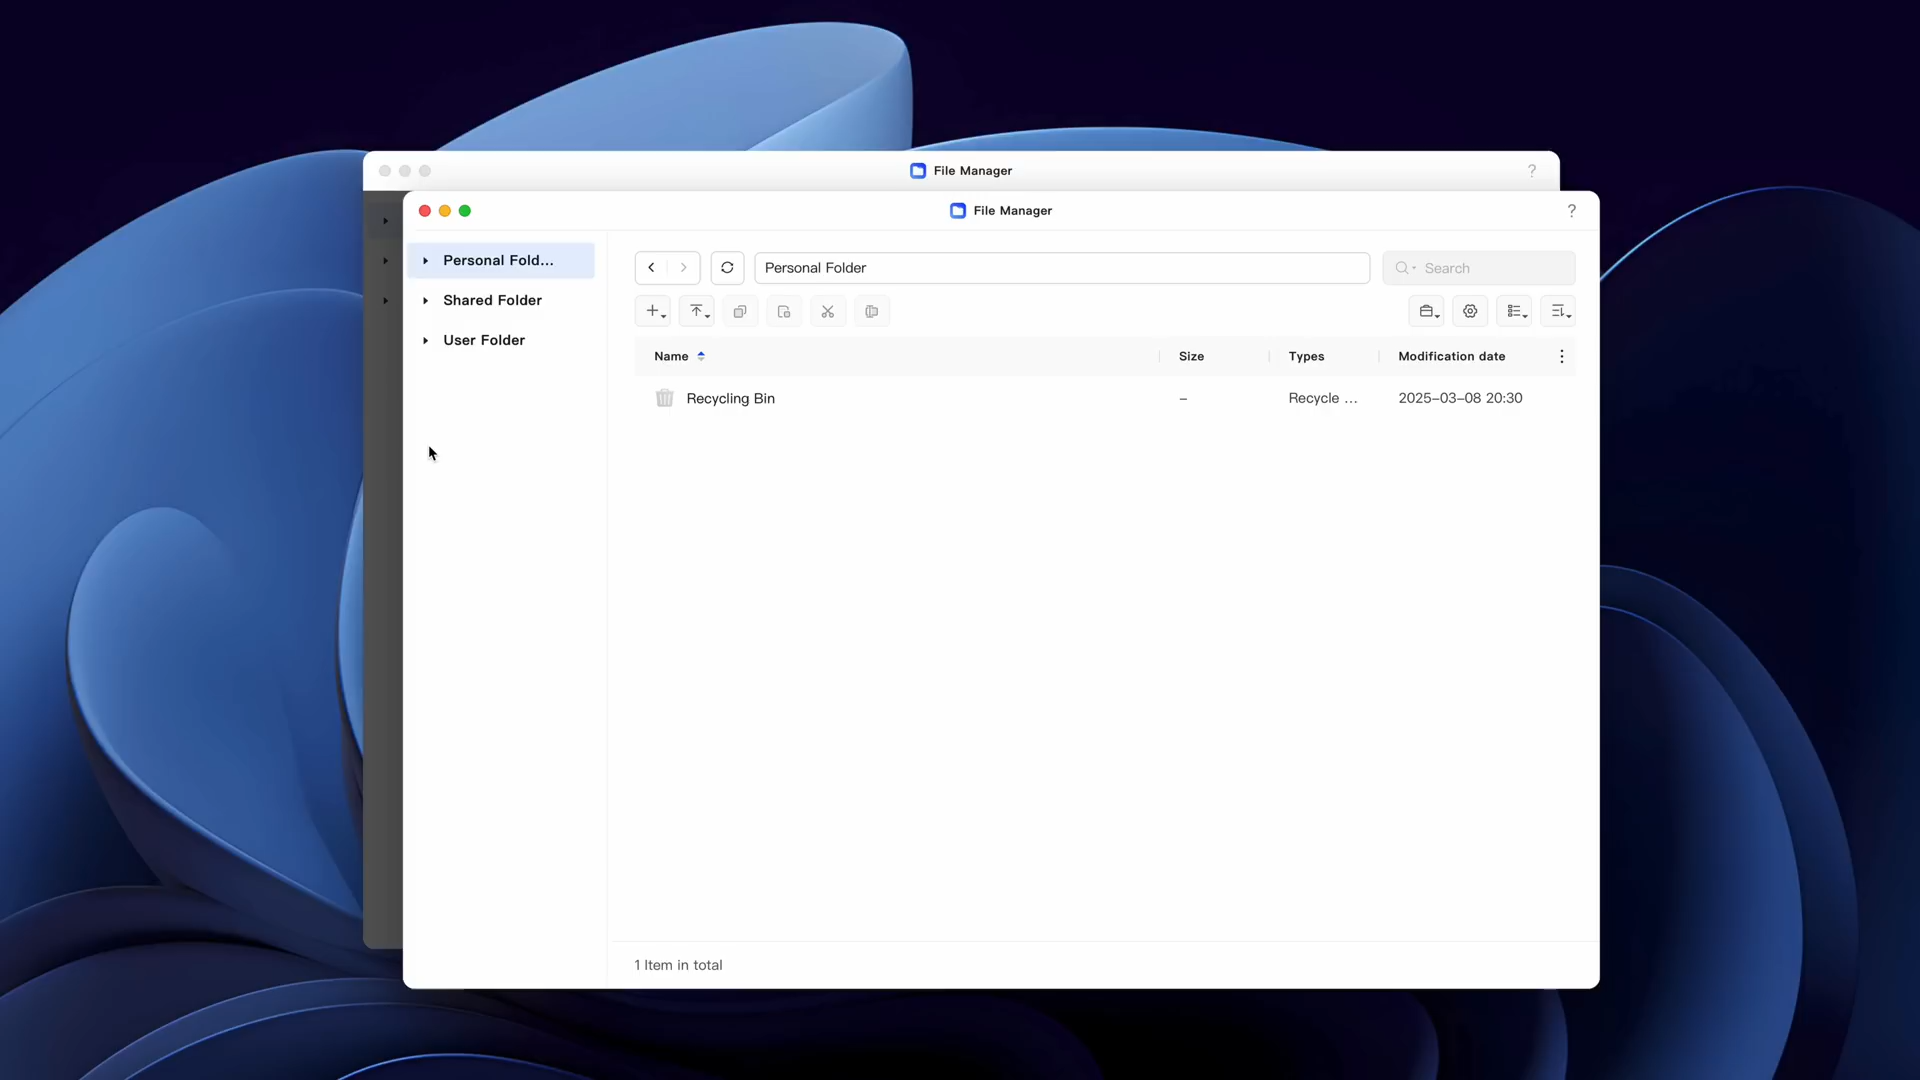 File Manager
?
File Manager
?
Personal Fold...
Shared Folder
User Folder
Personal Folder
Search
Name
Size
Types
Modification date
Recycling Bin
–
Recycle ...
2025–03–08 20:30
1 Item in total